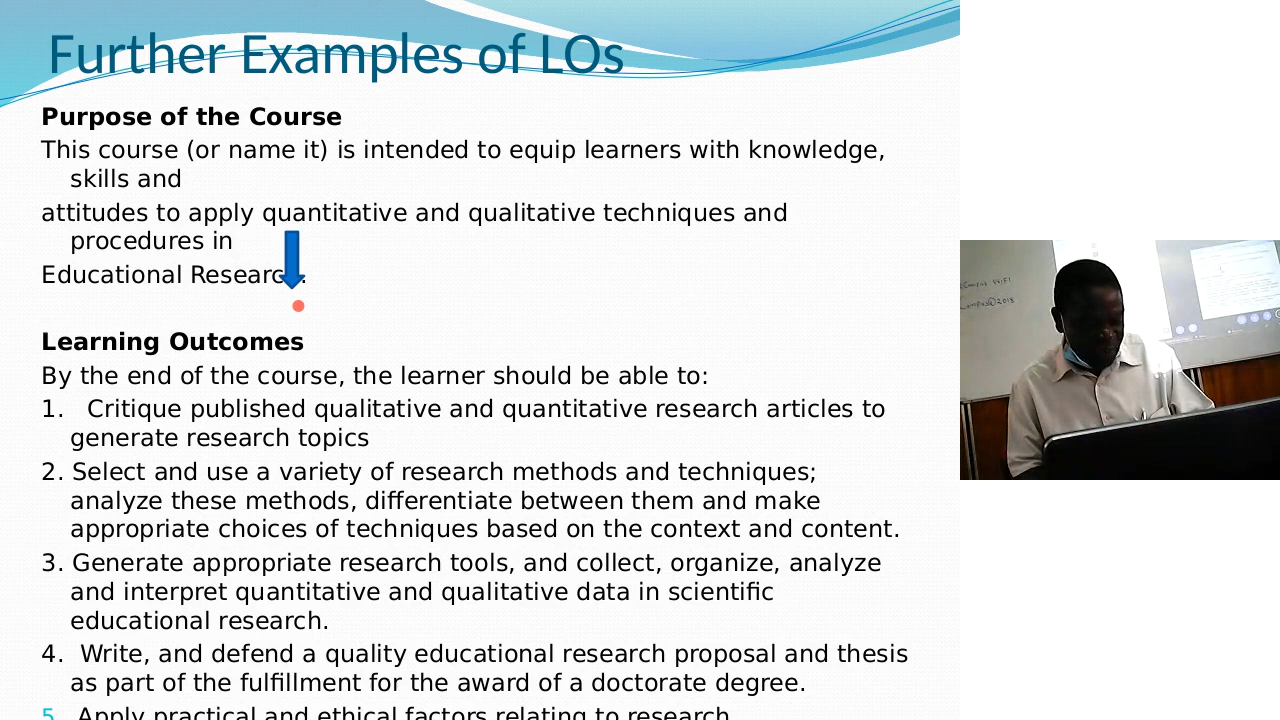 Further Examples of LOs
Purpose of the Course
This course (or name it) is intended to equip learners with knowledge,
skills and
attitudes to apply quantitative and qualitative techniques and
procedures in
Educational Research.
Learning Outcomes
By the end of the course, the learner should be able to:
1. Critique published qualitative and quantitative research articles to
generate research topics
2. Select and use a variety of research methods and techniques;
analyze these methods, differentiate between them and make
appropriate choices of techniques based on the context and content.
3. Generate appropriate research tools, and collect, organize, analyze
and interpret quantitative and qualitative data in scientific
educational research.
4. Write, and defend a quality educational research proposal and thesis
as part of the fulfillment for the award of a doctorate degree.
5. Apply practical and ethical factors relating to research